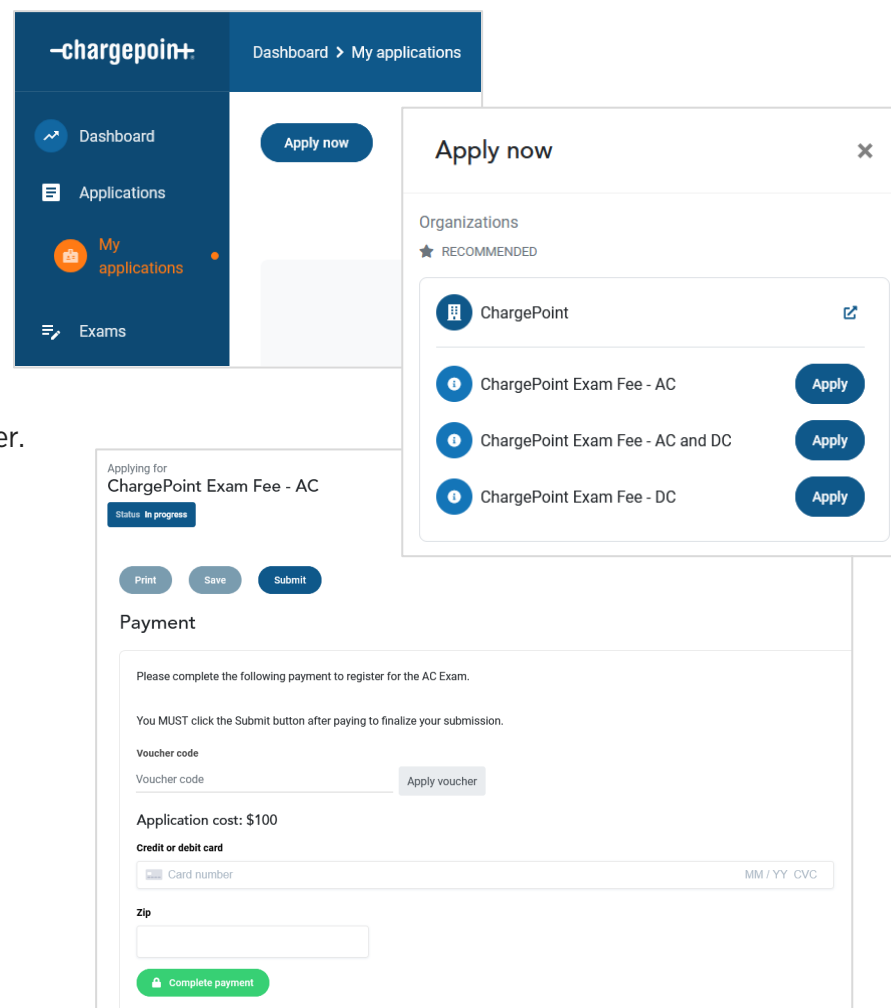 -chargepoin+.
Dashboard > My applications
Dashboard
Applications
My
applications
Exams
Apply now
Apply now
Organizations
RECOMMENDED
ChargePoint
ChargePoint Exam Fee - AC
Apply
ChargePoint Exam Fee - AC and DC
Apply
ChargePoint Exam Fee - DC
Apply
er.
Applying for
ChargePoint Exam Fee - AC
Status In progress
Print Save Submit
Payment
Please complete the following payment to register for the AC Exam.
You MUST click the Submit button after paying to finalize your submission.
Voucher code
Voucher code Apply voucher
Application cost: $100
Credit or debit card
Card number MM / YY CVC
Zip
Complete payment